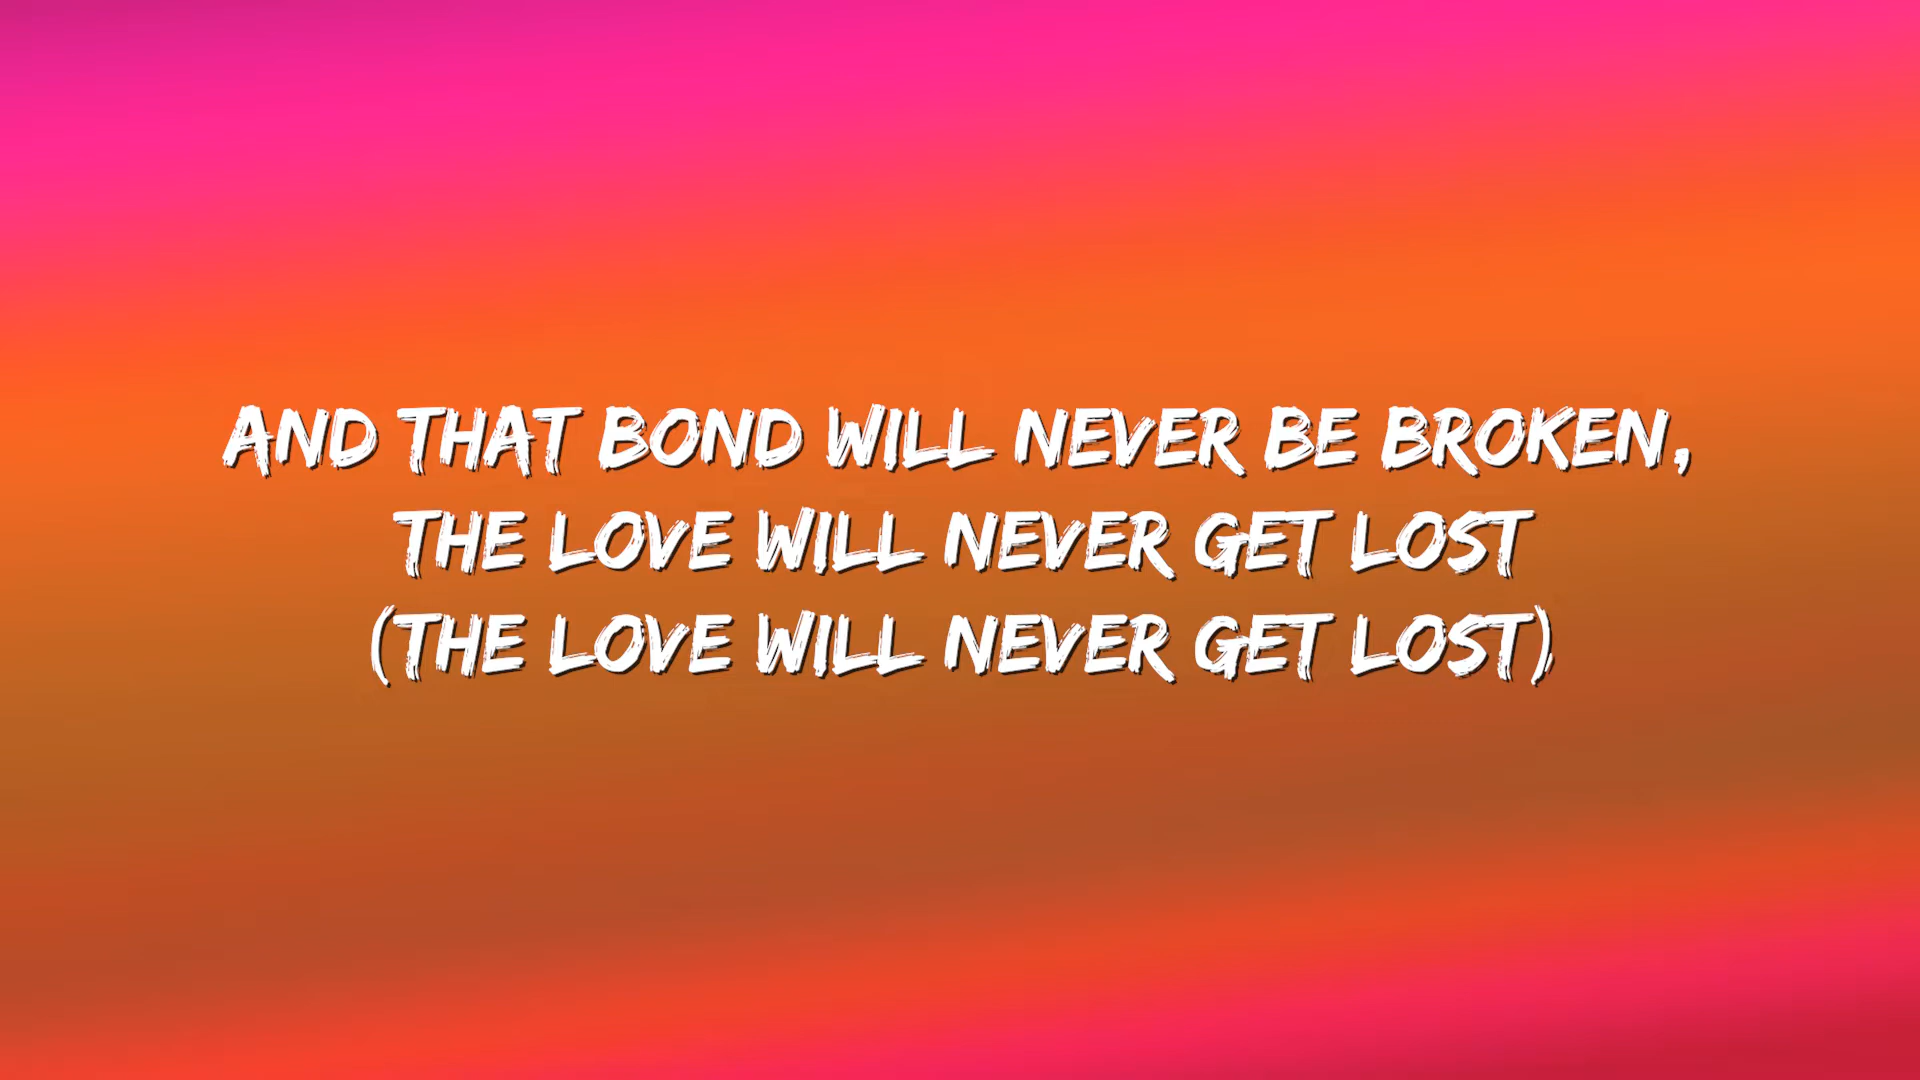 AND THAT BOND WILL NEVER BE BROKEN,
THE LOVE WILL NEVER GET LOST
(THE LOVE WILL NEVER GET LOST)